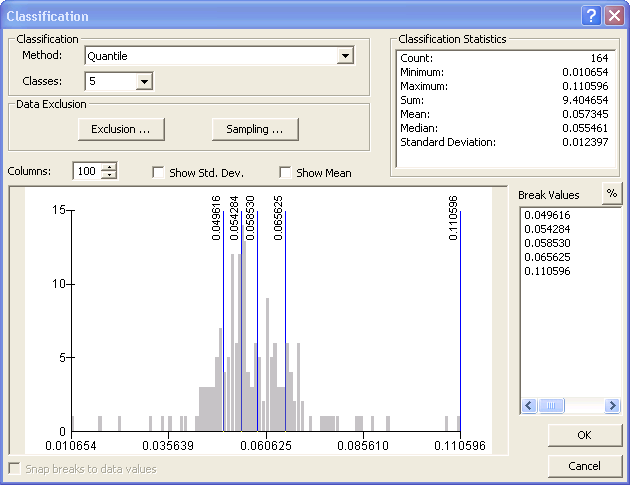 Classification
Classification
Method: Quantile
Classes: 5
Data Exclusion
Exclusion ...
Sampling ...
Classification Statistics
Count: 164
Minimum: 0.010654
Maximum: 0.110596
Sum: 9.404654
Mean: 0.057345
Median: 0.055461
Standard Deviation: 0.012397
Columns: 100
Show Std. Dev.
Show Mean
Break Values
%
0.049616
0.054284
0.058530
0.065625
0.110596
15
10
5
0
0.049616
0.054284
0.058530
0.065625
0.110596
0.010654
0.035639
0.060625
0.085610
0.110596
Snap breaks to data values
OK
Cancel